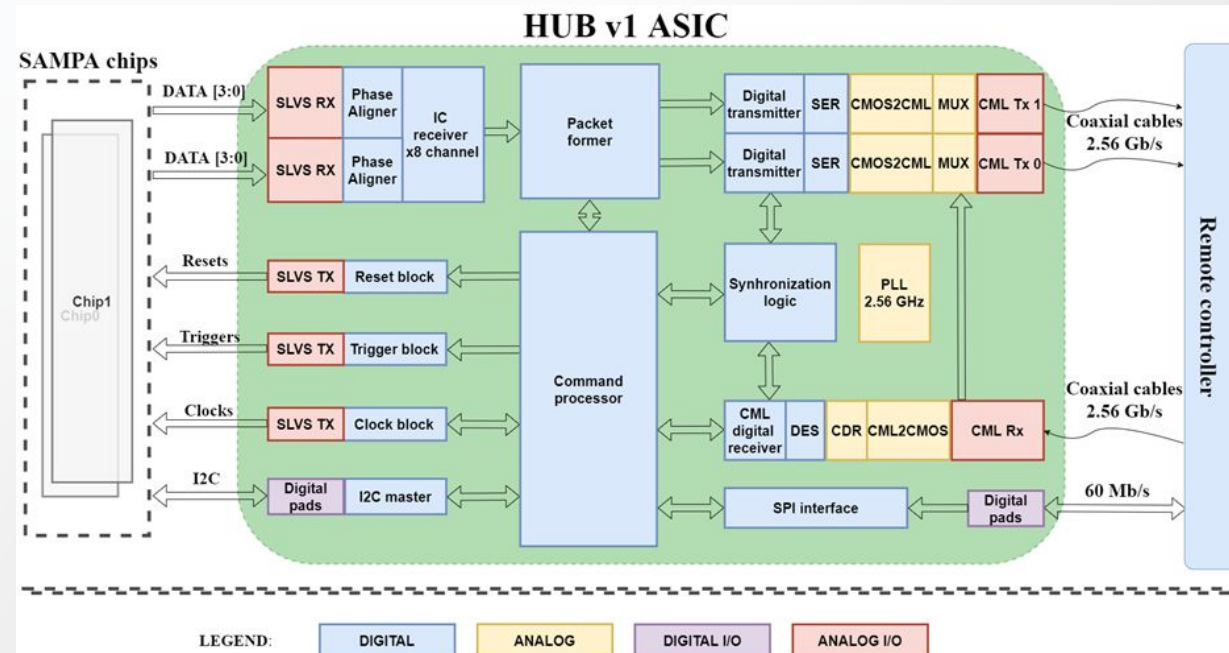 HUB v1 ASIC
SAMPA chips
DATA [3:0]
DATA [3:0]
Resets
Triggers
Clocks
I2C
Chip1
Chip0
SLVS RX
Phase
Aligner
SLVS RX
Phase
Aligner
IC
receiver
x8 channel
Packet
former
Digital
transmitter
SER
CMOS2CML
MUX
CML Tx 1
Digital
transmitter
SER
CMOS2CML
MUX
CML Tx 0
Coaxial cables
2.56 Gb/s
SLVS TX
Reset block
SLVS TX
Trigger block
SLVS TX
Clock block
Digital
pads
I2C master
Command
processor
Synhronization
logic
PLL
2.56 GHz
CML
digital
receiver
DES
CDR
CML2CMOS
CML Rx
Coaxial cables
2.56 Gb/s
SPI interface
Digital
pads
60 Mb/s
Remote controller
LEGEND:
DIGITAL
ANALOG
DIGITAL I/O
ANALOG I/O